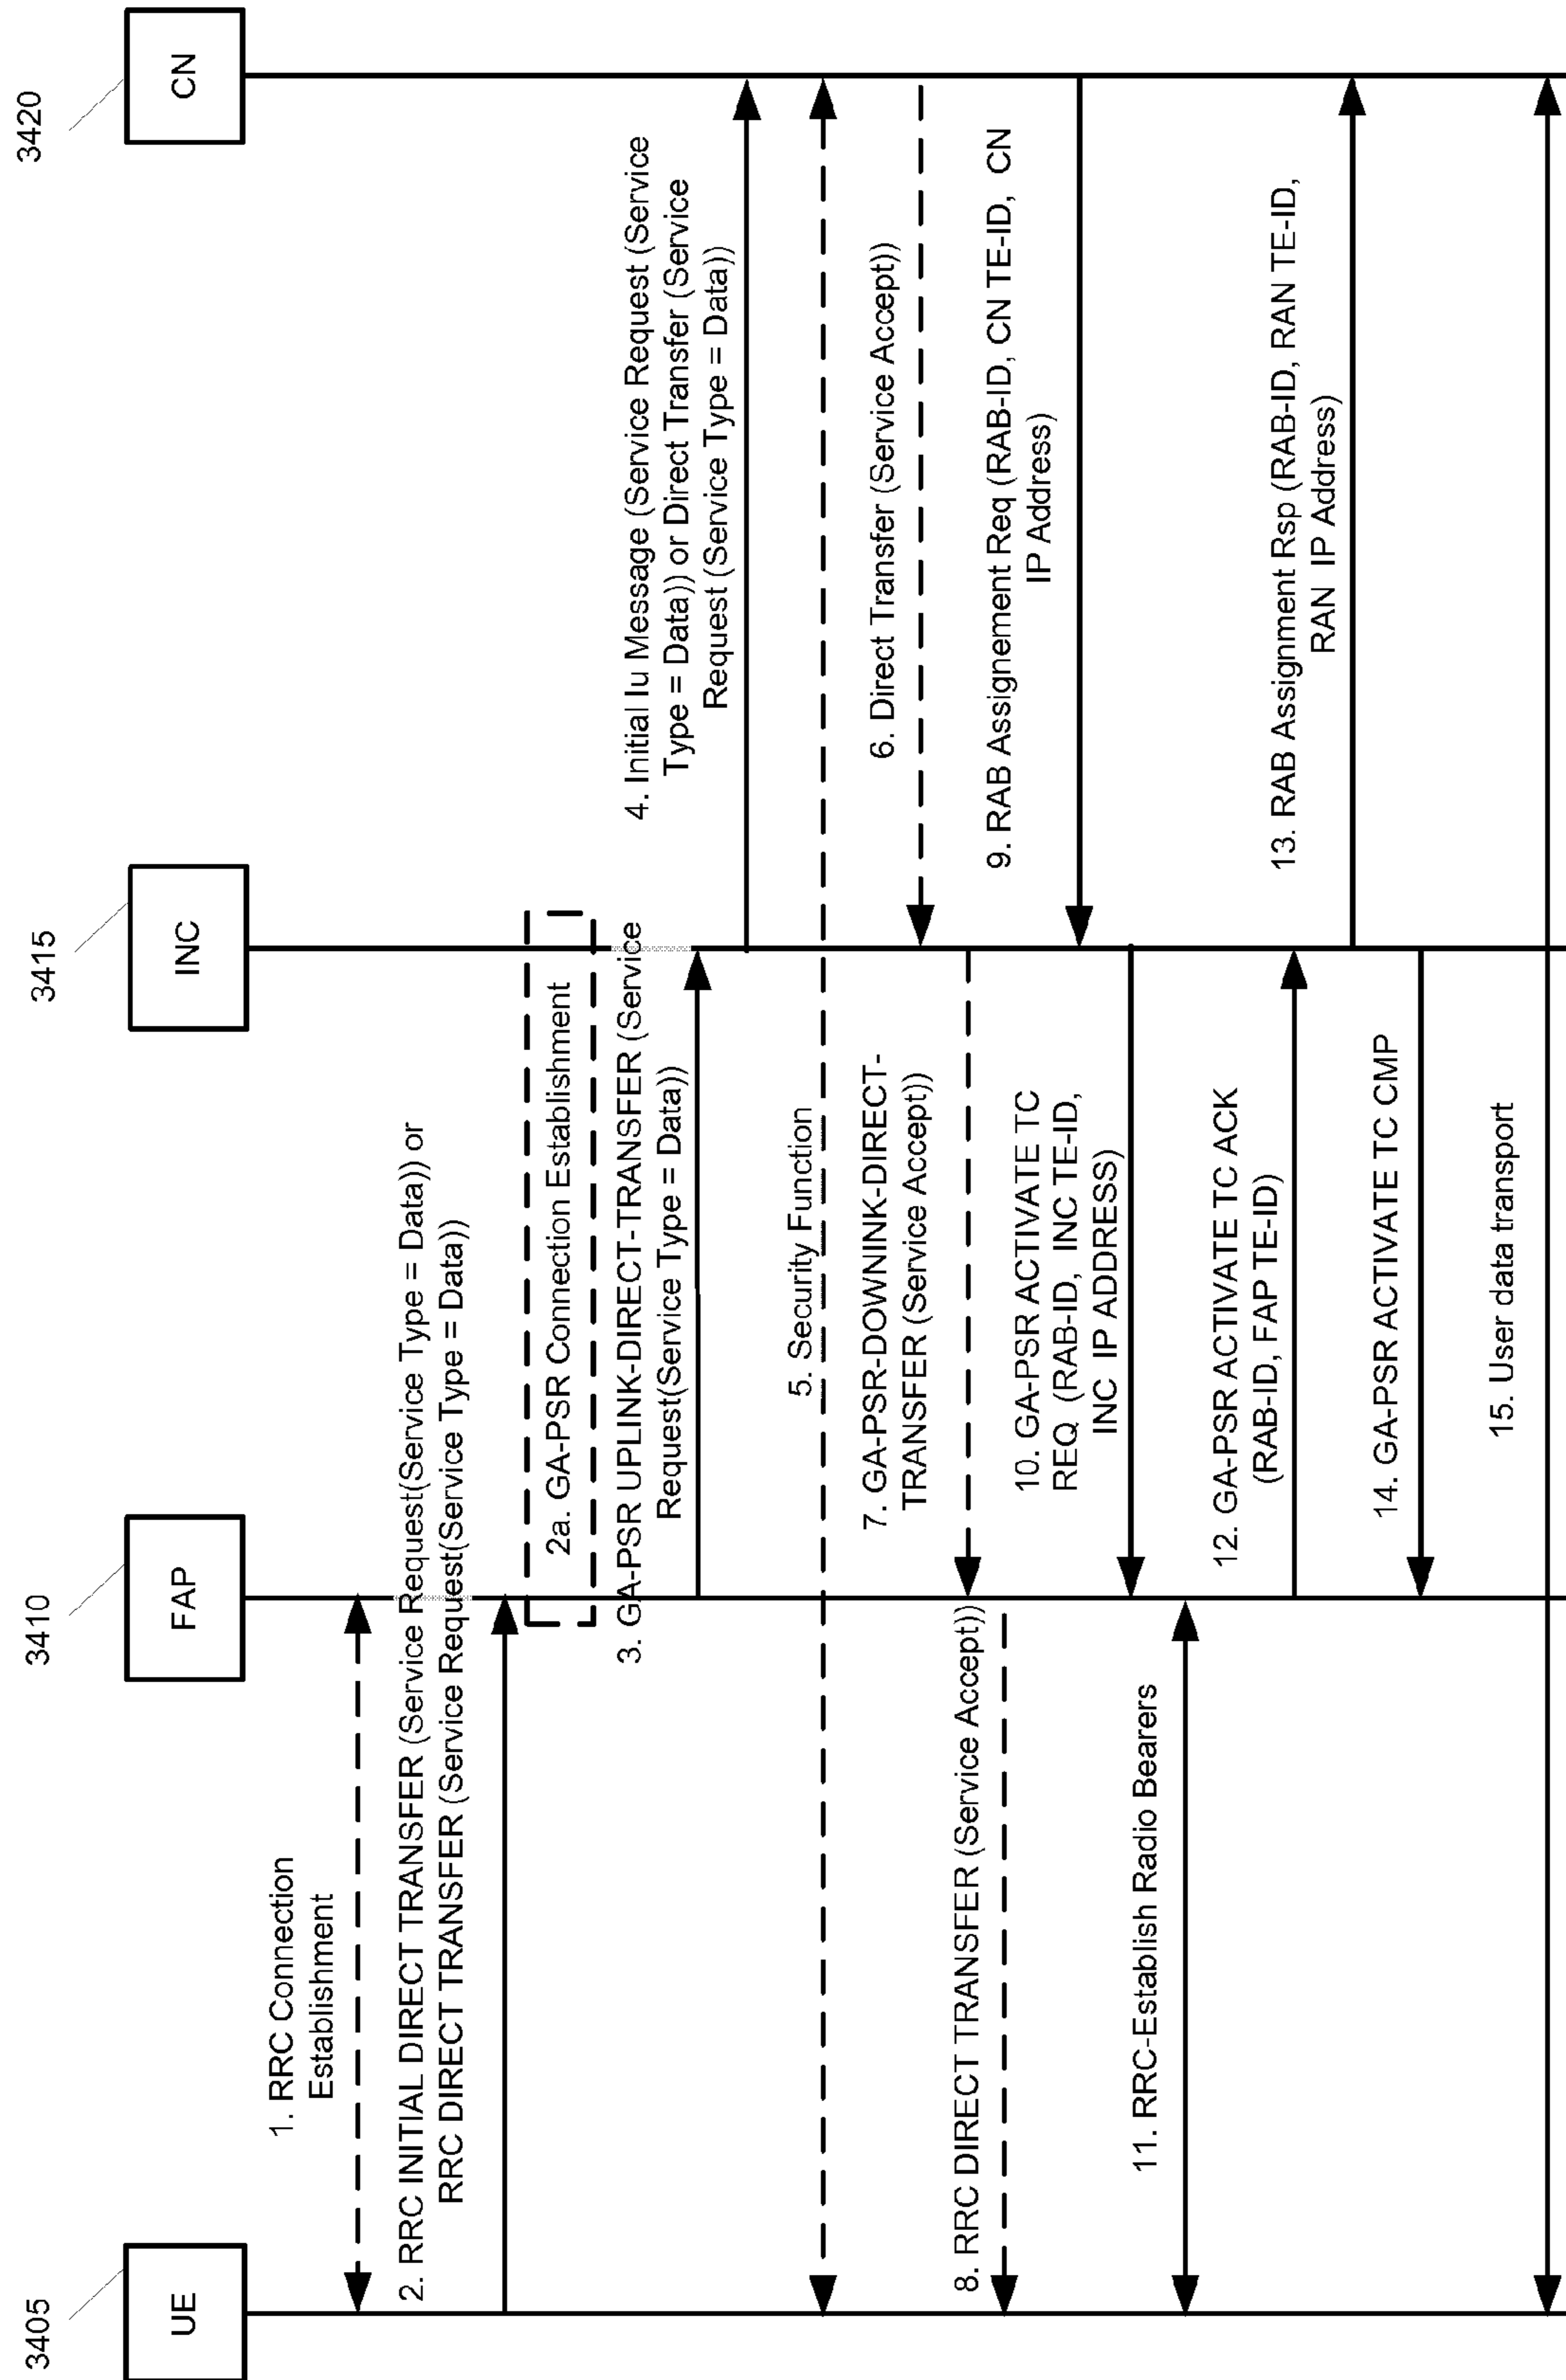 3405
3410
3415
3420
UE
FAP
INC
CN
1. RRC Connection
Establishment
2. RRC INITIAL DIRECT TRANSFER (Service Request(Service Type = Data)) or
RRC DIRECT TRANSFER (Service Request(Service Type = Data))
2a. GA-PSR Connection Establishment
3. GA-PSR UPLINK-DIRECT-TRANSFER (Service
Request(Service Type = Data))
4. Initial Iu Message (Service Request (Service
Type = Data)) or Direct Transfer (Service
Request (Service Type = Data))
5. Security Function
6. Direct Transfer (Service Accept))
7. GA-PSR-DOWNINK-DIRECT-
TRANSFER (Service Accept))
8. RRC DIRECT TRANSFER (Service Accept))
9. RAB Assignement Req (RAB-ID, CN TE-ID, CN
IP Address)
10. GA-PSR ACTIVATE TC
REQ (RAB-ID, INC TE-ID,
INC IP ADDRESS)
11. RRC-Establish Radio Bearers
12. GA-PSR ACTIVATE TC ACK
(RAB-ID, FAP TE-ID)
13. RAB Assignment Rsp (RAB-ID, RAN TE-ID,
RAN IP Address)
14. GA-PSR ACTIVATE TC CMP
15. User data transport